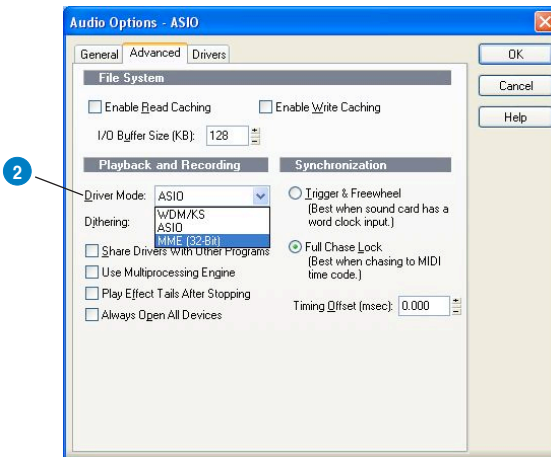 Audio Options - ASIO
General Advanced Drivers
OK
Cancel
Help
File System
Enable Read Caching Enable Write Caching
I/O Buffer Size (KB): 128
Playback and Recording
2
Driver Mode: ASIO
WDM/KS
ASIO
MME (32-Bit)
Dithering:
Share Drivers With Other Programs
Use Multiprocessing Engine
Play Effect Tails After Stopping
Always Open All Devices
Synchronization
Trigger & Freewheel
(Best when sound card has a
word clock input.)
Full Chase Lock
(Best when chasing to MIDI
time code.)
Timing Offset (msec): 0.000